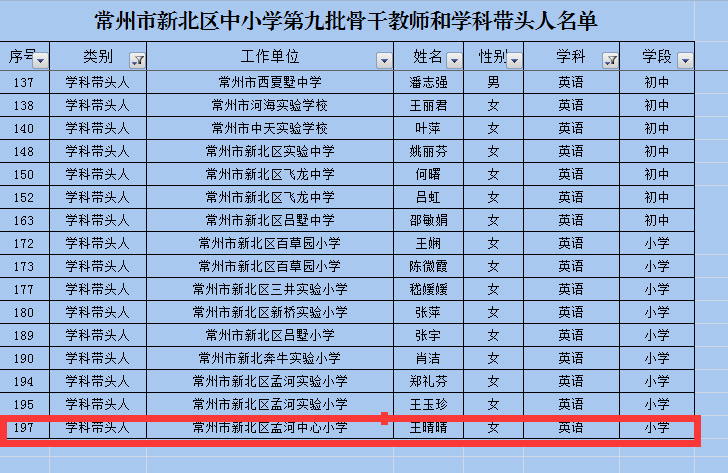 常州市新北区中小学第九批骨干教师和学科带头人名单
序号 类别 工作单位 姓名 性别 学科 学段
137 学科带头人 常州市西夏墅中学 潘志强 男 英语 初中
138 学科带头人 常州市河海实验学校 王丽君 女 英语 初中
140 学科带头人 常州市中天实验学校 叶萍 女 英语 初中
148 学科带头人 常州市新北区实验中学 姚丽芬 女 英语 初中
150 学科带头人 常州市新北区飞龙中学 何曙 女 英语 初中
152 学科带头人 常州市新北区飞龙中学 吕虹 女 英语 初中
163 学科带头人 常州市新北区吕墅中学 邵敏娟 女 英语 初中
172 学科带头人 常州市新北区百草园小学 王娴 女 英语 小学
173 学科带头人 常州市新北区百草园小学 陈微霞 女 英语 小学
177 学科带头人 常州市新北区三井实验小学 嵇媛媛 女 英语 小学
180 学科带头人 常州市新北区新桥实验小学 张萍 女 英语 小学
189 学科带头人 常州市新北区吕墅小学 张宇 女 英语 小学
190 学科带头人 常州市新北奔牛实验小学 肖洁 女 英语 小学
194 学科带头人 常州市新北区孟河实验小学 郑礼芬 女 英语 小学
195 学科带头人 常州市新北区孟河实验小学 王玉珍 女 英语 小学
197 学科带头人 常州市新北区孟河中心小学 王晴晴 女 英语 小学